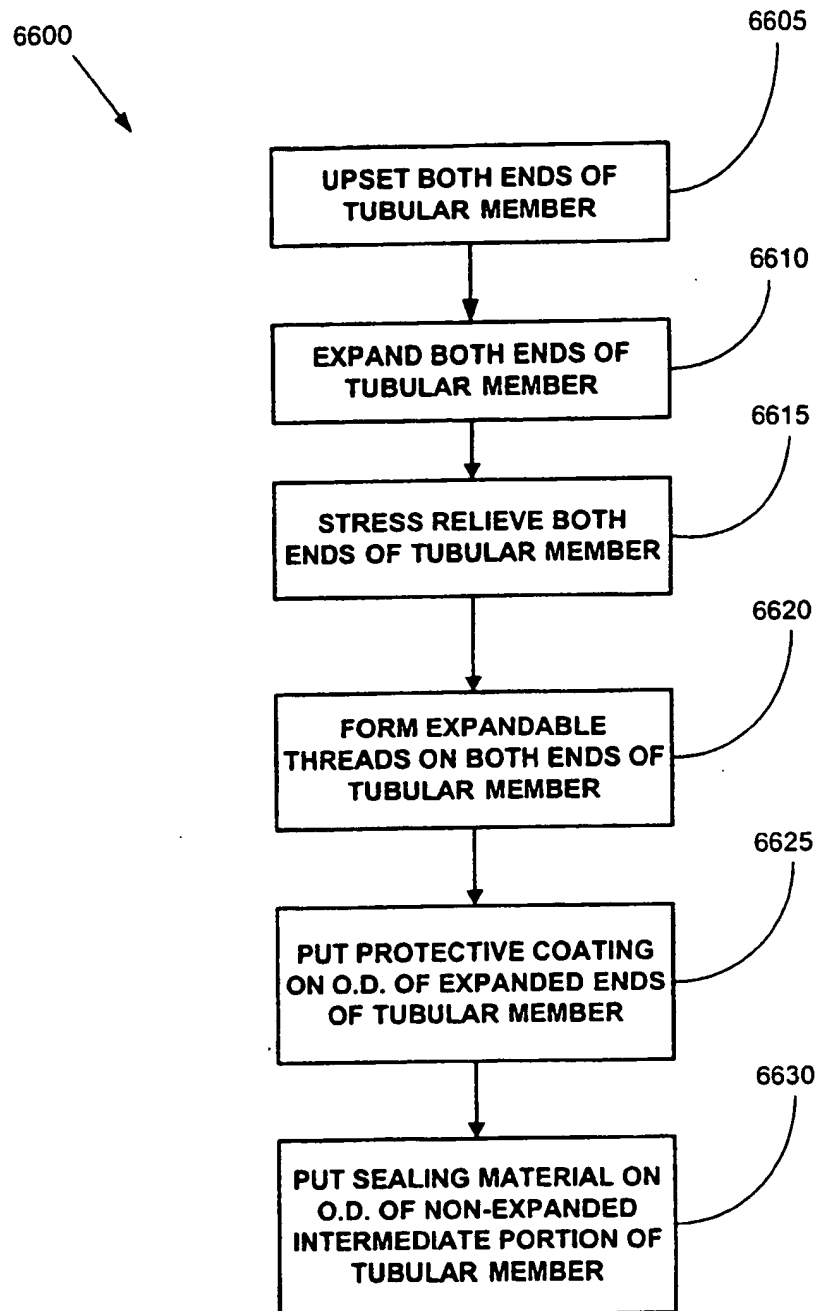 6600
6605
UPSET BOTH ENDS OF
TUBULAR MEMBER
6610
EXPAND BOTH ENDS OF
TUBULAR MEMBER
6615
STRESS RELIEVE BOTH
ENDS OF TUBULAR MEMBER
6620
FORM EXPANDABLE
THREADS ON BOTH ENDS OF
TUBULAR MEMBER
6625
PUT PROTECTIVE COATING
ON O.D. OF EXPANDED ENDS
OF TUBULAR MEMBER
6630
PUT SEALING MATERIAL ON
O.D. OF NON-EXPANDED
INTERMEDIATE PORTION OF
TUBULAR MEMBER